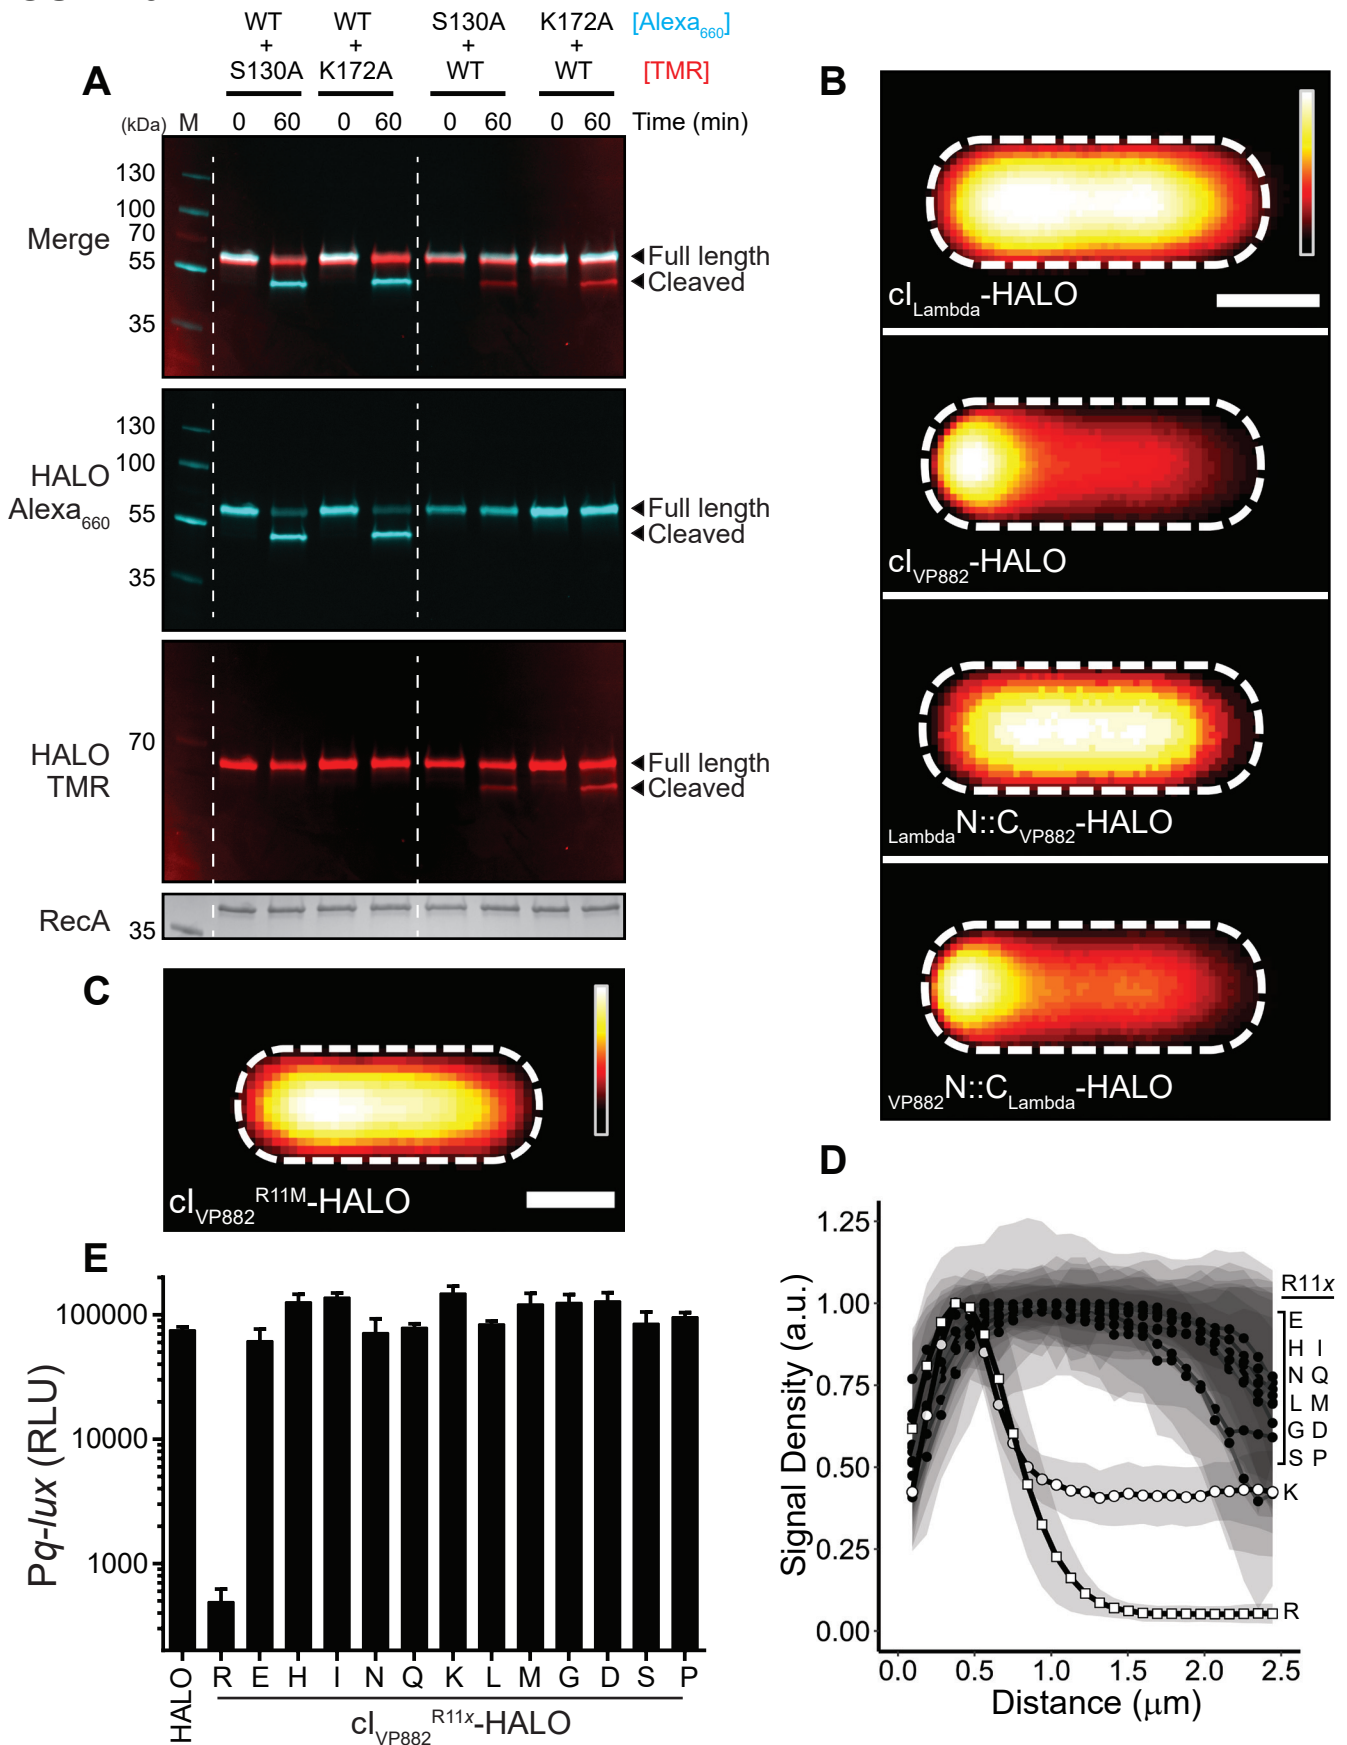 A
WT WT S130A K172A [Alexa660]
+ + + +
S130A K172A WT WT [TMR]
(kDa) M 0 60 0 60 0 60 0 60 Time (min)
Merge
130
100
70
55
35
Full length
Cleaved
HALO
Alexa660
130
100
55
35
Full length
Cleaved
HALO
TMR
70
Full length
Cleaved
RecA
35
B
cILambda-HALO
cIVP882-HALO
LambdaN::CVP882-HALO
VP882N::CLambda-HALO
C
cIVP882R11M-HALO
D
Signal Density (a.u.)
1.25
1.00
0.75
0.50
0.25
0.00
0.0 0.5 1.0 1.5 2.0 2.5
Distance (μm)
R11x
E
H I
N Q
L M
G D
S P
K
R
E
Pq-lux (RLU)
100000
10000
1000
HALO R E H I N Q K L M G D S P
cIVP882R11x-HALO